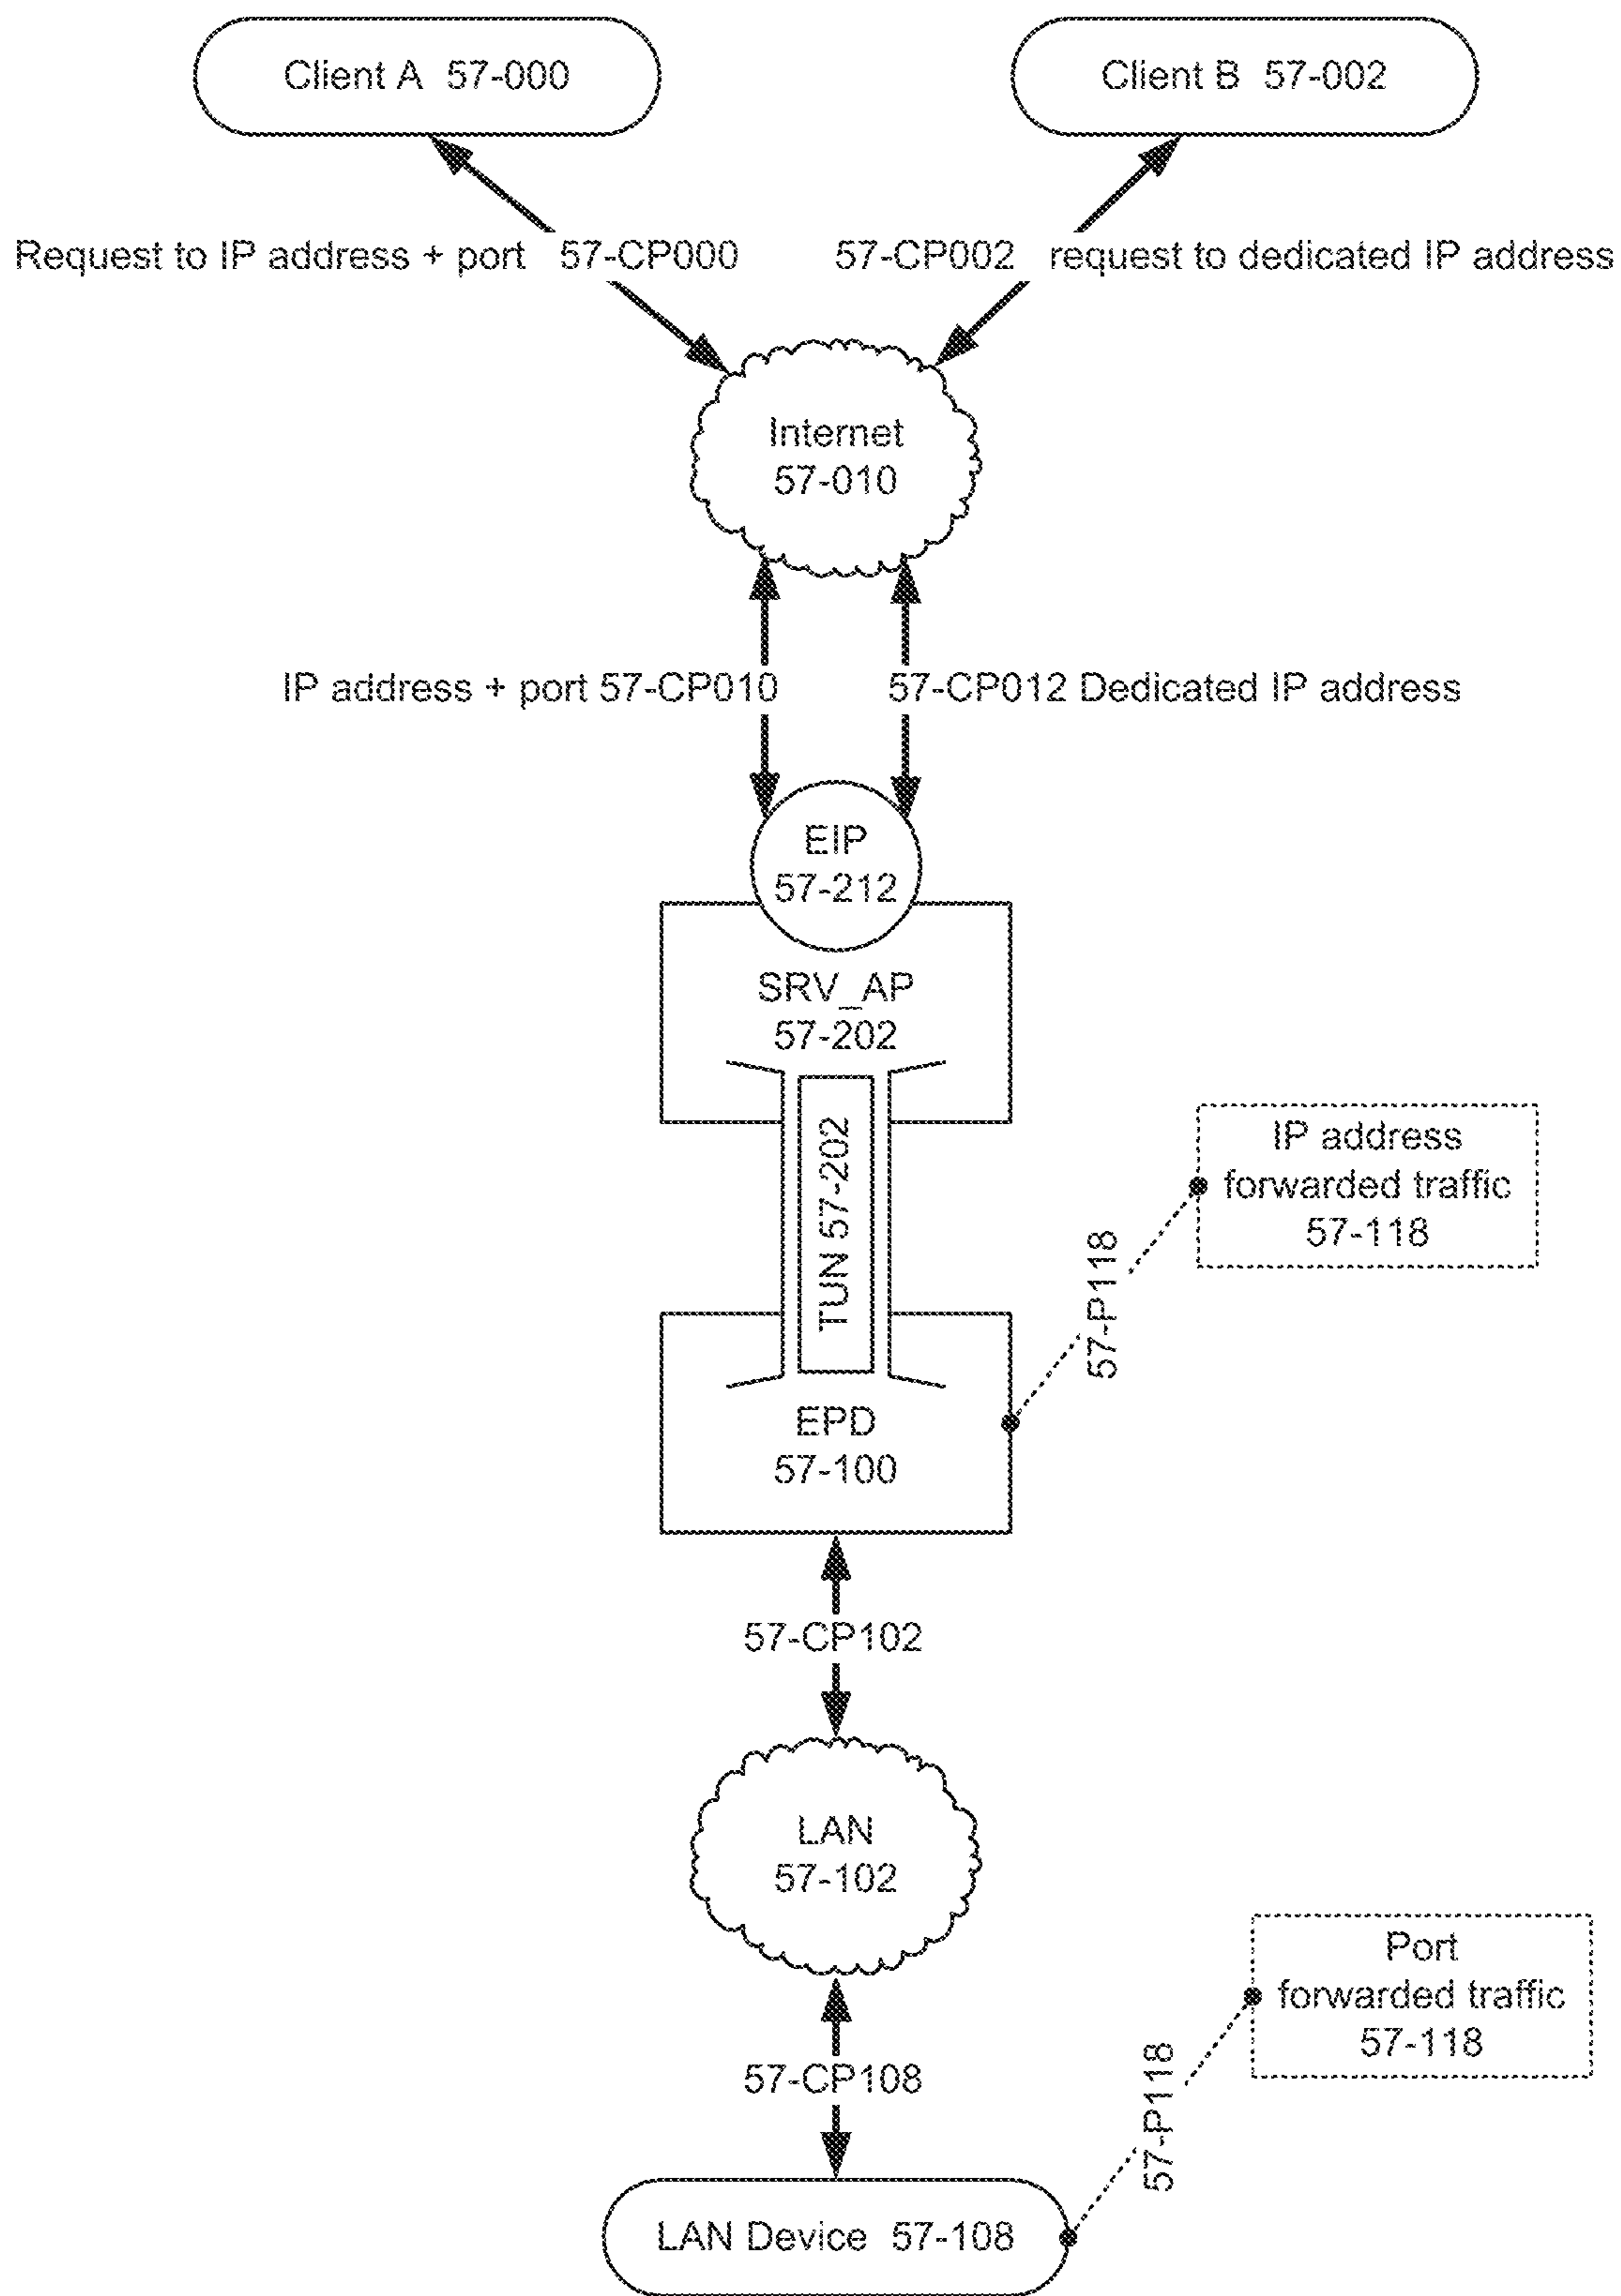 Client A 57-000
Client B 57-002
Request to IP address + port 57-CP000
57-CP002 request to dedicated IP address
Internet
57-010
IP address + port 57-CP010
57-CP012 Dedicated IP address
EIP
57-212
SRV_AP
57-202
TUN 57-202
IP address
forwarded traffic
57-118
57-P118
EPD
57-100
57-CP102
LAN
57-102
Port
forwarded traffic
57-118
57-P118
57-CP108
LAN Device 57-108